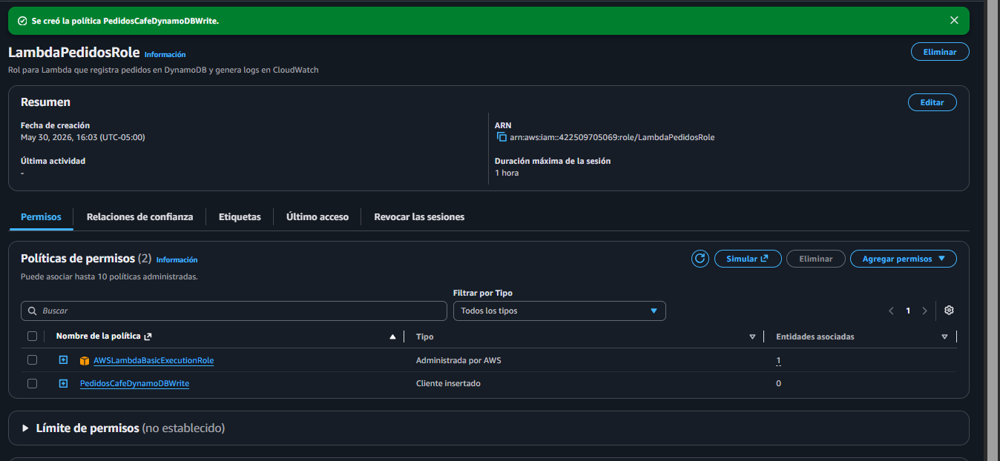 Se creó la política PedidosCafeDynamoDBWrite.
LambdaPedidosRole Información
Eliminar
Rol para Lambda que registra pedidos en DynamoDB y genera logs en CloudWatch
Resumen
Editar
Fecha de creación
May 30, 2026, 16:03 (UTC-05:00)
ARN
arn:aws:iam::422509705069:role/LambdaPedidosRole
Última actividad
-
Duración máxima de la sesión
1 hora
Permisos
Relaciones de confianza
Etiquetas
Último acceso
Revocar las sesiones
Políticas de permisos (2) Información
Simular
Eliminar
Agregar permisos
Puede asociar hasta 10 políticas administradas.
Filtrar por Tipo
Buscar
Todos los tipos
1
Nombre de la política
Tipo
Entidades asociadas
AWSLambdaBasicExecutionRole
Administrada por AWS
1
PedidosCafeDynamoDBWrite
Cliente insertado
0
Límite de permisos (no establecido)